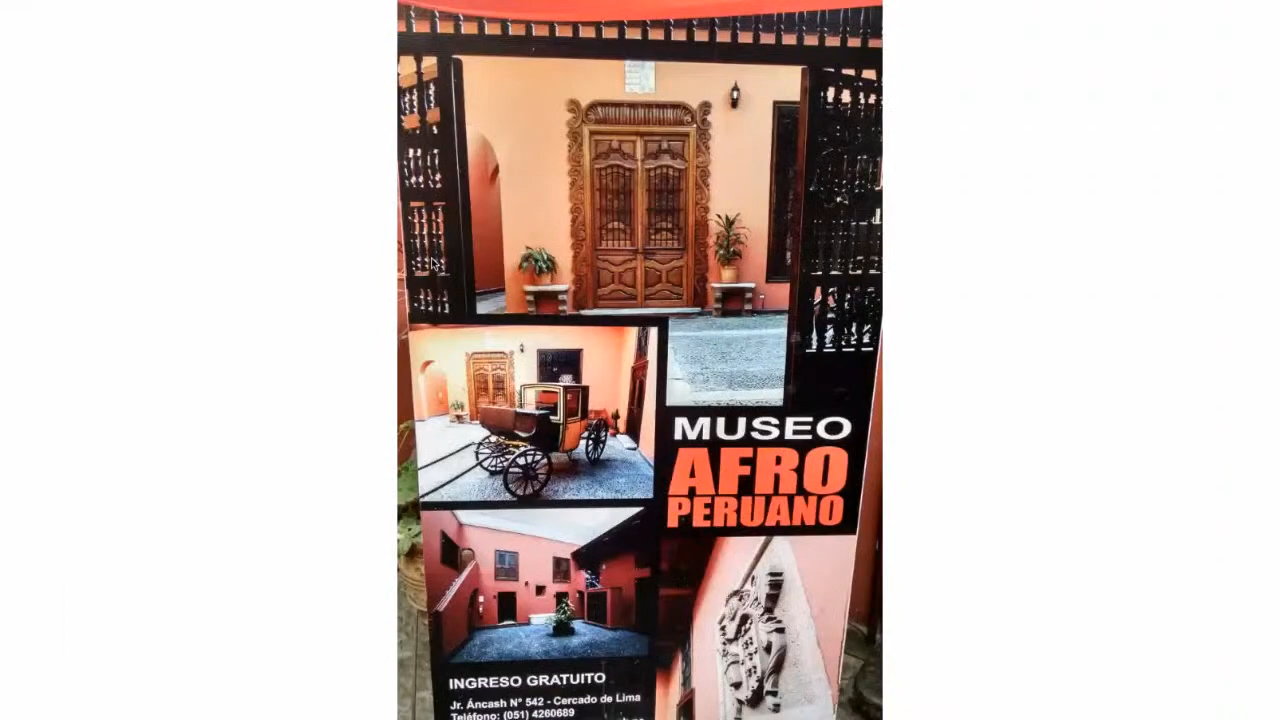 MUSEO
AFRO
PERUANO
INGRESO GRATUITO
Jr. Áncash N° 542 - Cercado de Lima
Teléfono: (051) 4260689